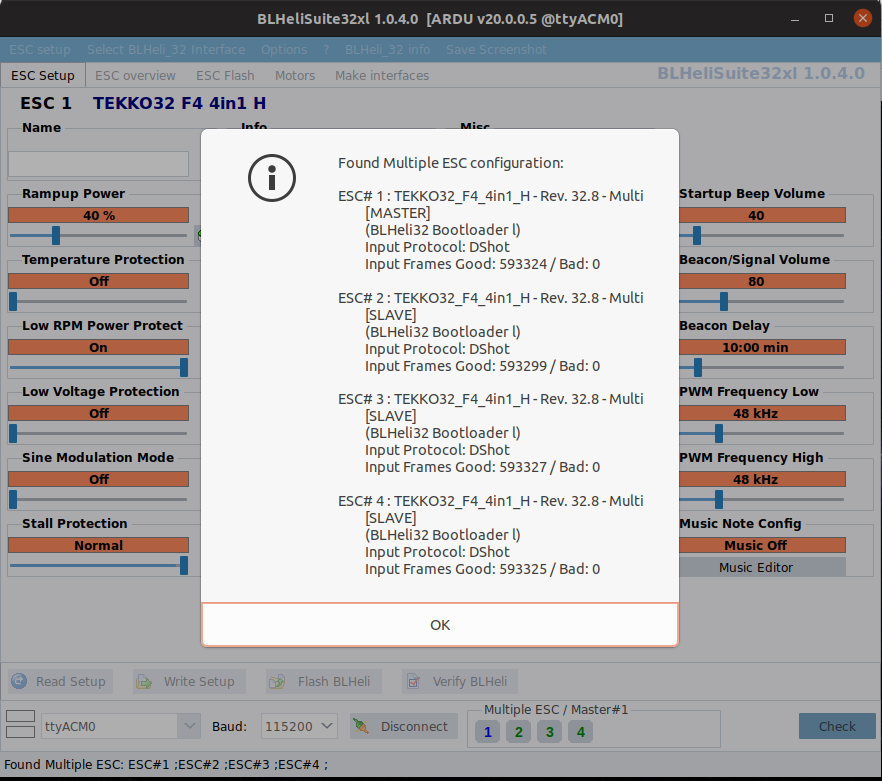 BLHeliSuite32xl 1.0.4.0 [ARDU v20.0.0.5 @ttyACM0]
ESC setup Select BLHeli_32 Interface Options ? BLHeli_32 info Save Screenshot
ESC Setup ESC overview ESC Flash Motors Make interfaces BLHeliSuite32xl 1.0.4.0
ESC 1 TEKKO32 F4 4in1 H
Name Info Misc
Found Multiple ESC configuration:
ESC# 1 : TEKKO32_F4_4in1_H - Rev. 32.8 - Multi
[MASTER]
(BLHeli32 Bootloader l)
Input Protocol: DShot
Input Frames Good: 593324 / Bad: 0
ESC# 2 : TEKKO32_F4_4in1_H - Rev. 32.8 - Multi
[SLAVE]
(BLHeli32 Bootloader l)
Input Protocol: DShot
Input Frames Good: 593299 / Bad: 0
ESC# 3 : TEKKO32_F4_4in1_H - Rev. 32.8 - Multi
[SLAVE]
(BLHeli32 Bootloader l)
Input Protocol: DShot
Input Frames Good: 593327 / Bad: 0
ESC# 4 : TEKKO32_F4_4in1_H - Rev. 32.8 - Multi
[SLAVE]
(BLHeli32 Bootloader l)
Input Protocol: DShot
Input Frames Good: 593325 / Bad: 0
OK
Rampup Power
40 %
Temperature Protection
Off
Low RPM Power Protect
On
Low Voltage Protection
Off
Sine Modulation Mode
Off
Stall Protection
Normal
Startup Beep Volume
40
Beacon/Signal Volume
80
Beacon Delay
10:00 min
PWM Frequency Low
48 kHz
PWM Frequency High
48 kHz
Music Note Config
Music Off
Music Editor
Read Setup Write Setup Flash BLHeli Verify BLHeli
Multiple ESC / Master#1
ttyACM0 Baud: 115200 Disconnect 1 2 3 4 Check
Found Multiple ESC: ESC#1 ;ESC#2 ;ESC#3 ;ESC#4 ;